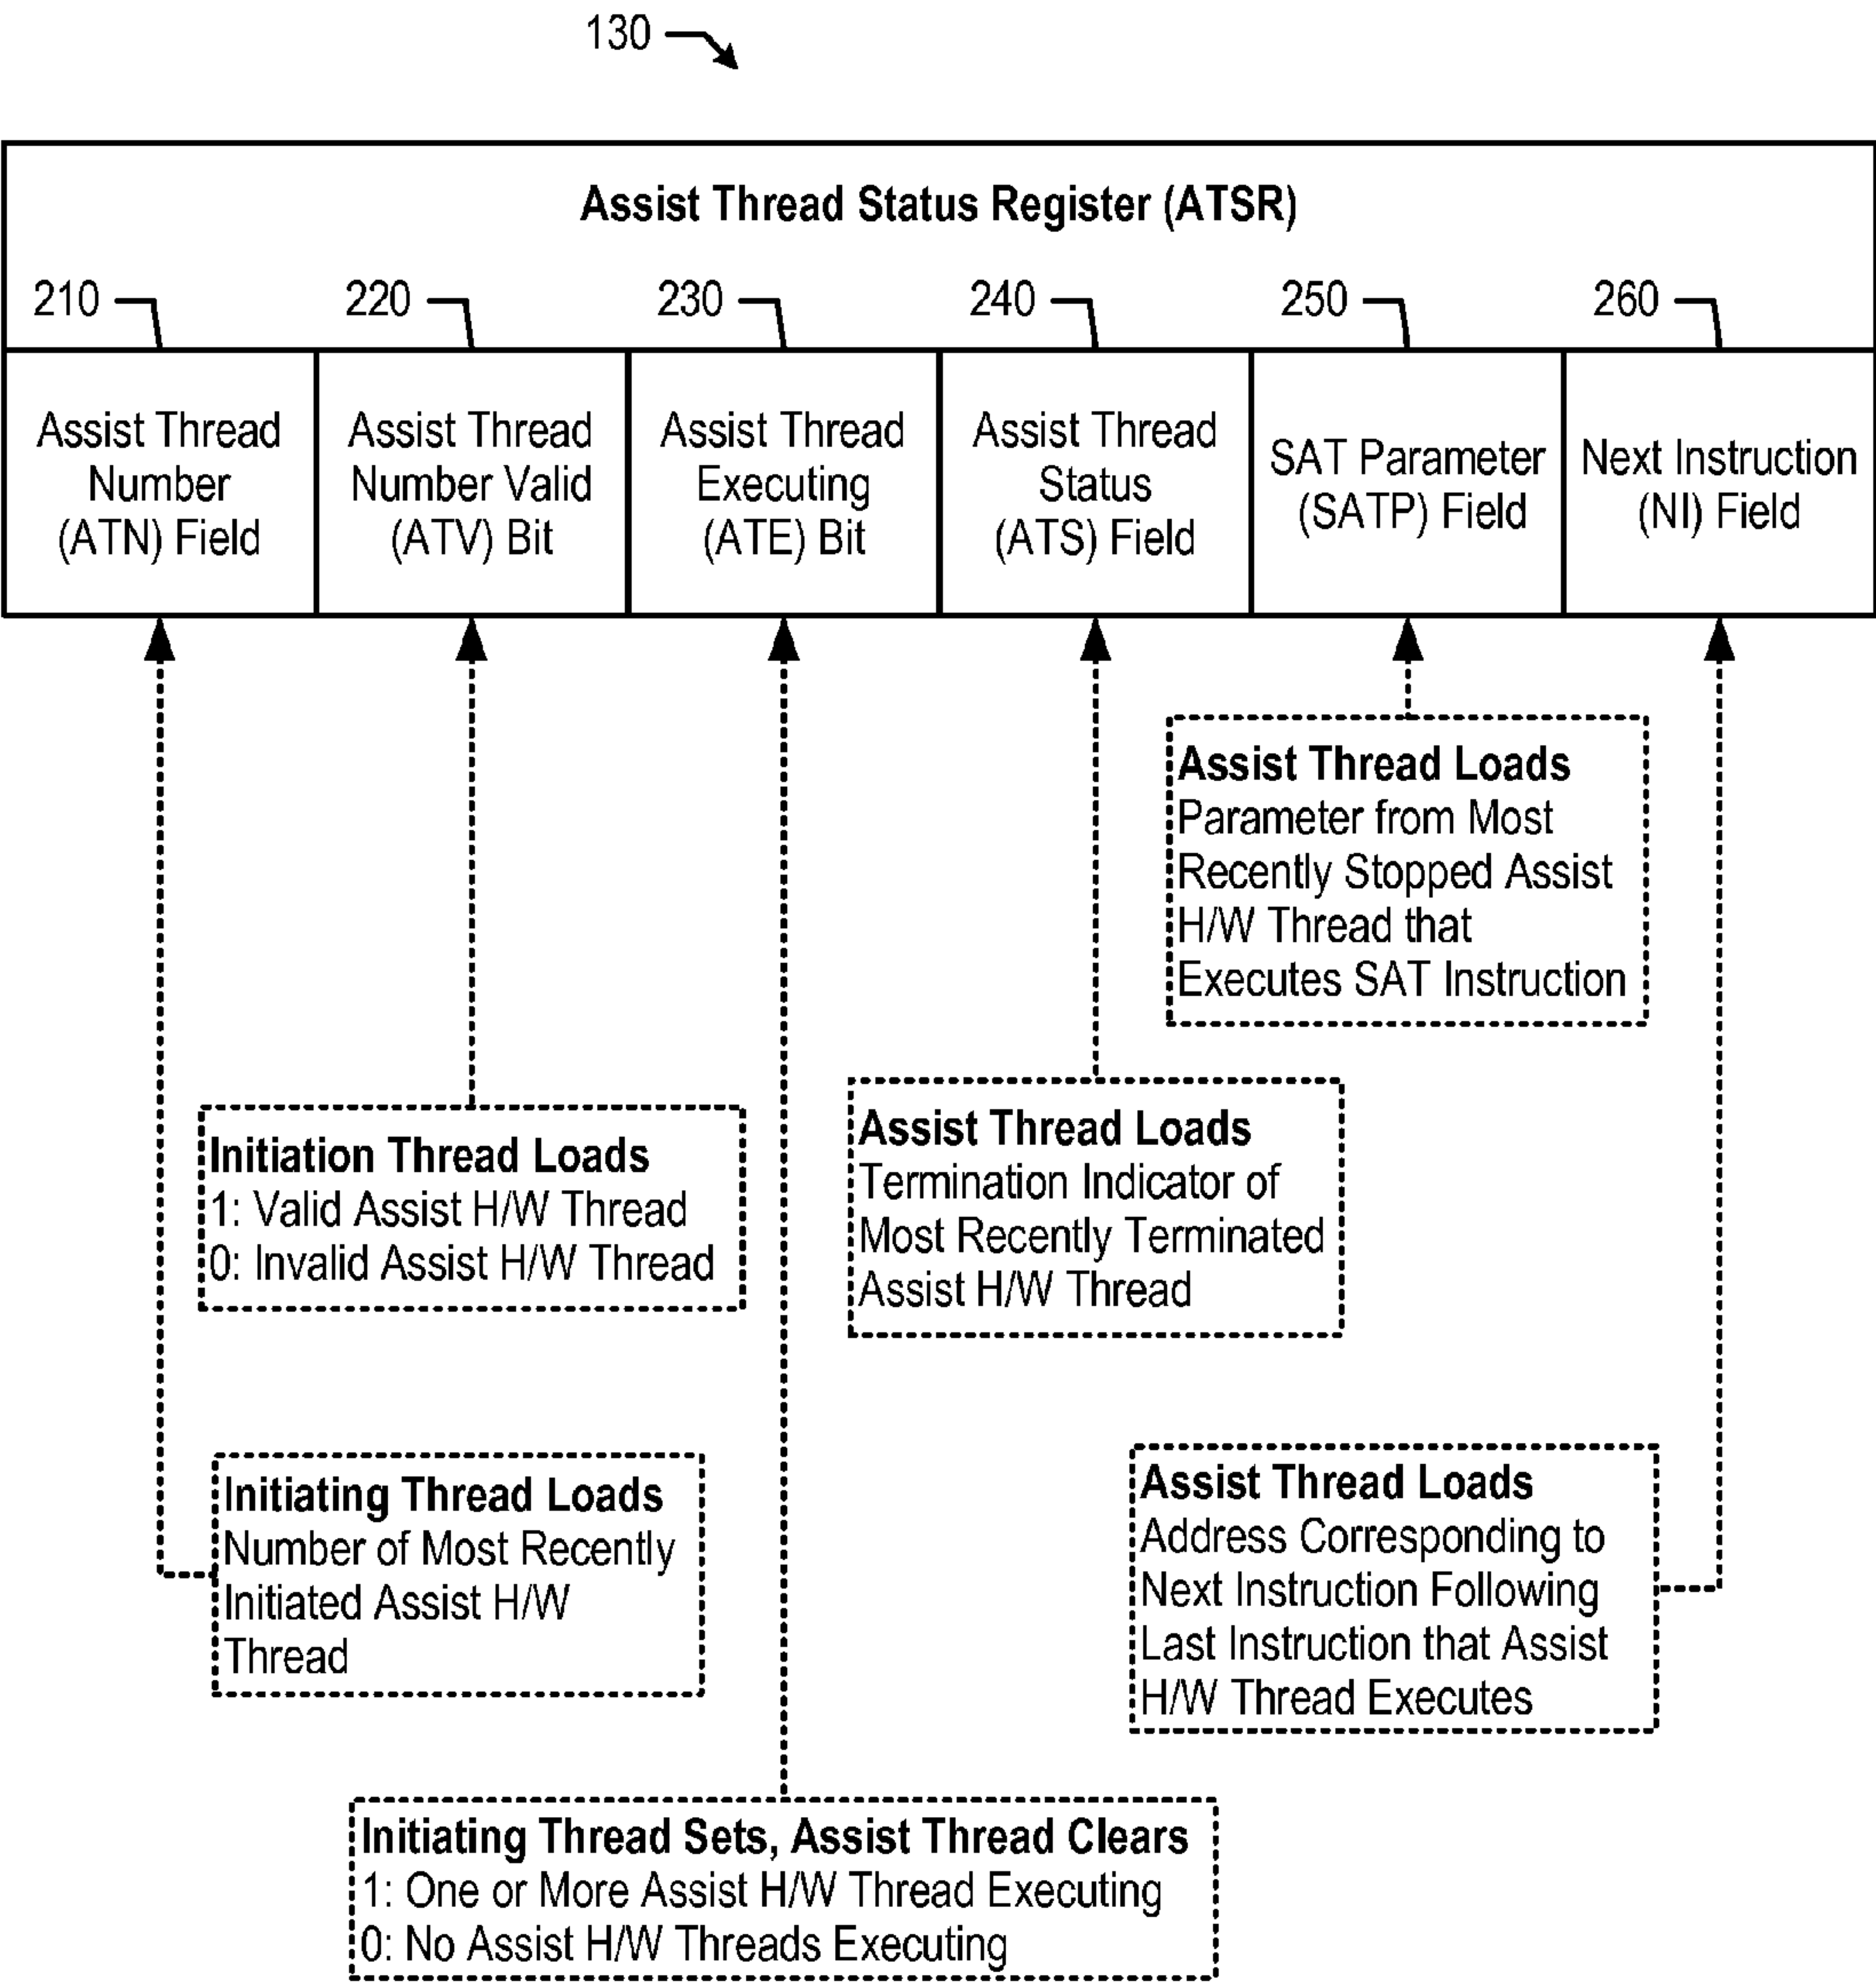 130
Assist Thread Status Register (ATSR)
210
220
230
240
250
260
Assist Thread
Number
(ATN) Field
Assist Thread
Number Valid
(ATV) Bit
Assist Thread
Executing
(ATE) Bit
Assist Thread
Status
(ATS) Field
SAT Parameter
(SATP) Field
Next Instruction
(NI) Field
Assist Thread Loads
Parameter from Most
Recently Stopped Assist
H/W Thread that
Executes SAT Instruction
Initiation Thread Loads
1: Valid Assist H/W Thread
0: Invalid Assist H/W Thread
Assist Thread Loads
Termination Indicator of
Most Recently Terminated
Assist H/W Thread
Initiating Thread Loads
Number of Most Recently
Initiated Assist H/W
Thread
Assist Thread Loads
Address Corresponding to
Next Instruction Following
Last Instruction that Assist
H/W Thread Executes
Initiating Thread Sets, Assist Thread Clears
1: One or More Assist H/W Thread Executing
0: No Assist H/W Threads Executing